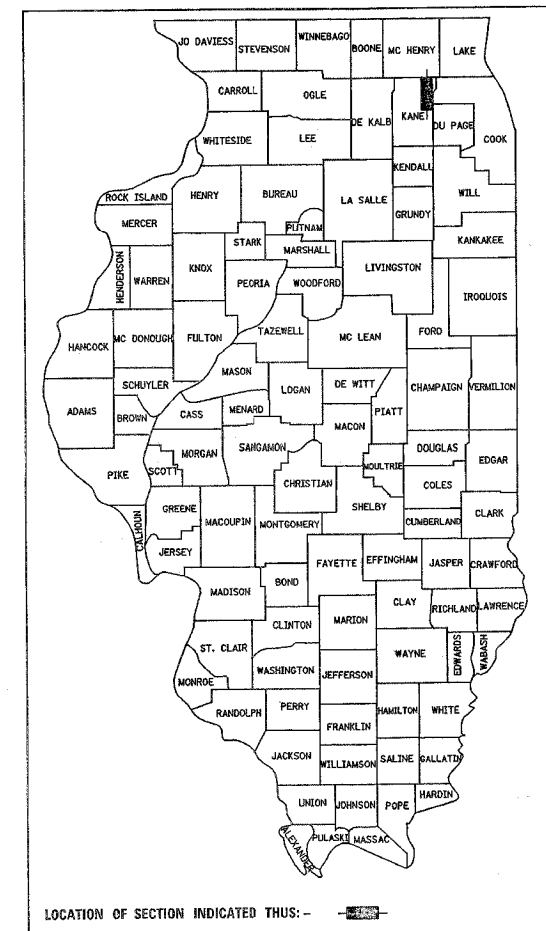 JO DAVIESS
STEVENSON
WINNEBAGO
BOONE
MC HENRY
LAKE
CARROLL
OGLE
DE KALB
KANE
DU PAGE
COOK
WHITESIDE
LEE
KENDALL
WILL
ROCK ISLAND
HENRY
BUREAU
LA SALLE
GRUNDY
MERCER
PUTNAM
KANKAKEE
HENDERSON
WARREN
KNOX
STARK
MARSHALL
LIVINGSTON
PEORIA
WOODFORD
IROQUOIS
HANCOCK
MC DONOUGH
FULTON
TAZEWELL
MC LEAN
FORD
MASON
SCHUYLER
LOGAN
DE WITT
CHAMPAIGN
VERMILION
ADAMS
BROWN
CASS
MENARD
PIATT
MACON
PIKE
SCOTT
MORGAN
SANGAMON
CHRISTIAN
MOULTRIE
DOUGLAS
EDGAR
COLES
CALHOUN
GREENE
MACOUPIN
MONTGOMERY
SHELBY
CUMBERLAND
CLARK
JERSEY
FAYETTE
EFFINGHAM
JASPER
CRAWFORD
MADISON
BOND
CLAY
RICHLAND
LAWRENCE
CLINTON
MARION
ST. CLAIR
WAYNE
EDWARDS
WABASH
WASHINGTON
JEFFERSON
MONROE
RANDOLPH
PERRY
HAMILTON
WHITE
FRANKLIN
JACKSON
WILLIAMSON
SALINE
GALLATIN
UNION
JOHNSON
POPE
HARDIN
ALEXANDER
PULASKI
MASSAC
LOCATION OF SECTION INDICATED THUS: -